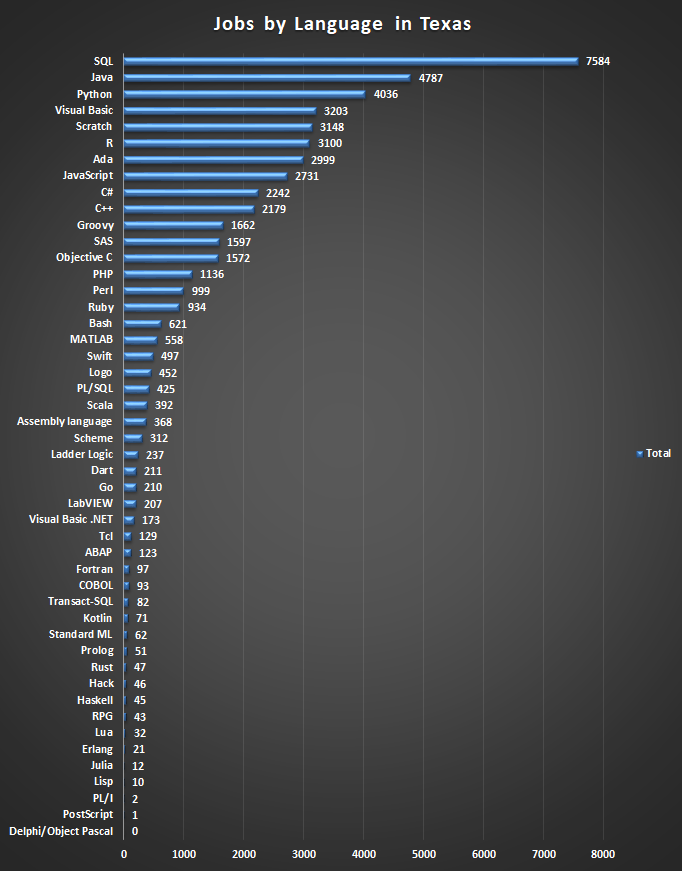 Jobs by Language in Texas
SQL 7584
Java 4787
Python 4036
Visual Basic 3203
Scratch 3148
R 3100
Ada 2999
JavaScript 2731
C# 2242
C++ 2179
Groovy 1662
SAS 1597
Objective C 1572
PHP 1136
Perl 999
Ruby 934
Bash 621
MATLAB 558
Swift 497
Logo 452
PL/SQL 425
Scala 392
Assembly language 368
Scheme 312
Ladder Logic 237
Total
Dart 211
Go 210
LabVIEW 207
Visual Basic .NET 173
Tcl 129
ABAP 123
Fortran 97
COBOL 93
Transact-SQL 82
Kotlin 71
Standard ML 62
Prolog 51
Rust 47
Hack 46
Haskell 45
RPG 43
Lua 32
Erlang 21
Julia 12
Lisp 10
PL/I 2
PostScript 1
Delphi/Object Pascal 0
0 1000 2000 3000 4000 5000 6000 7000 8000